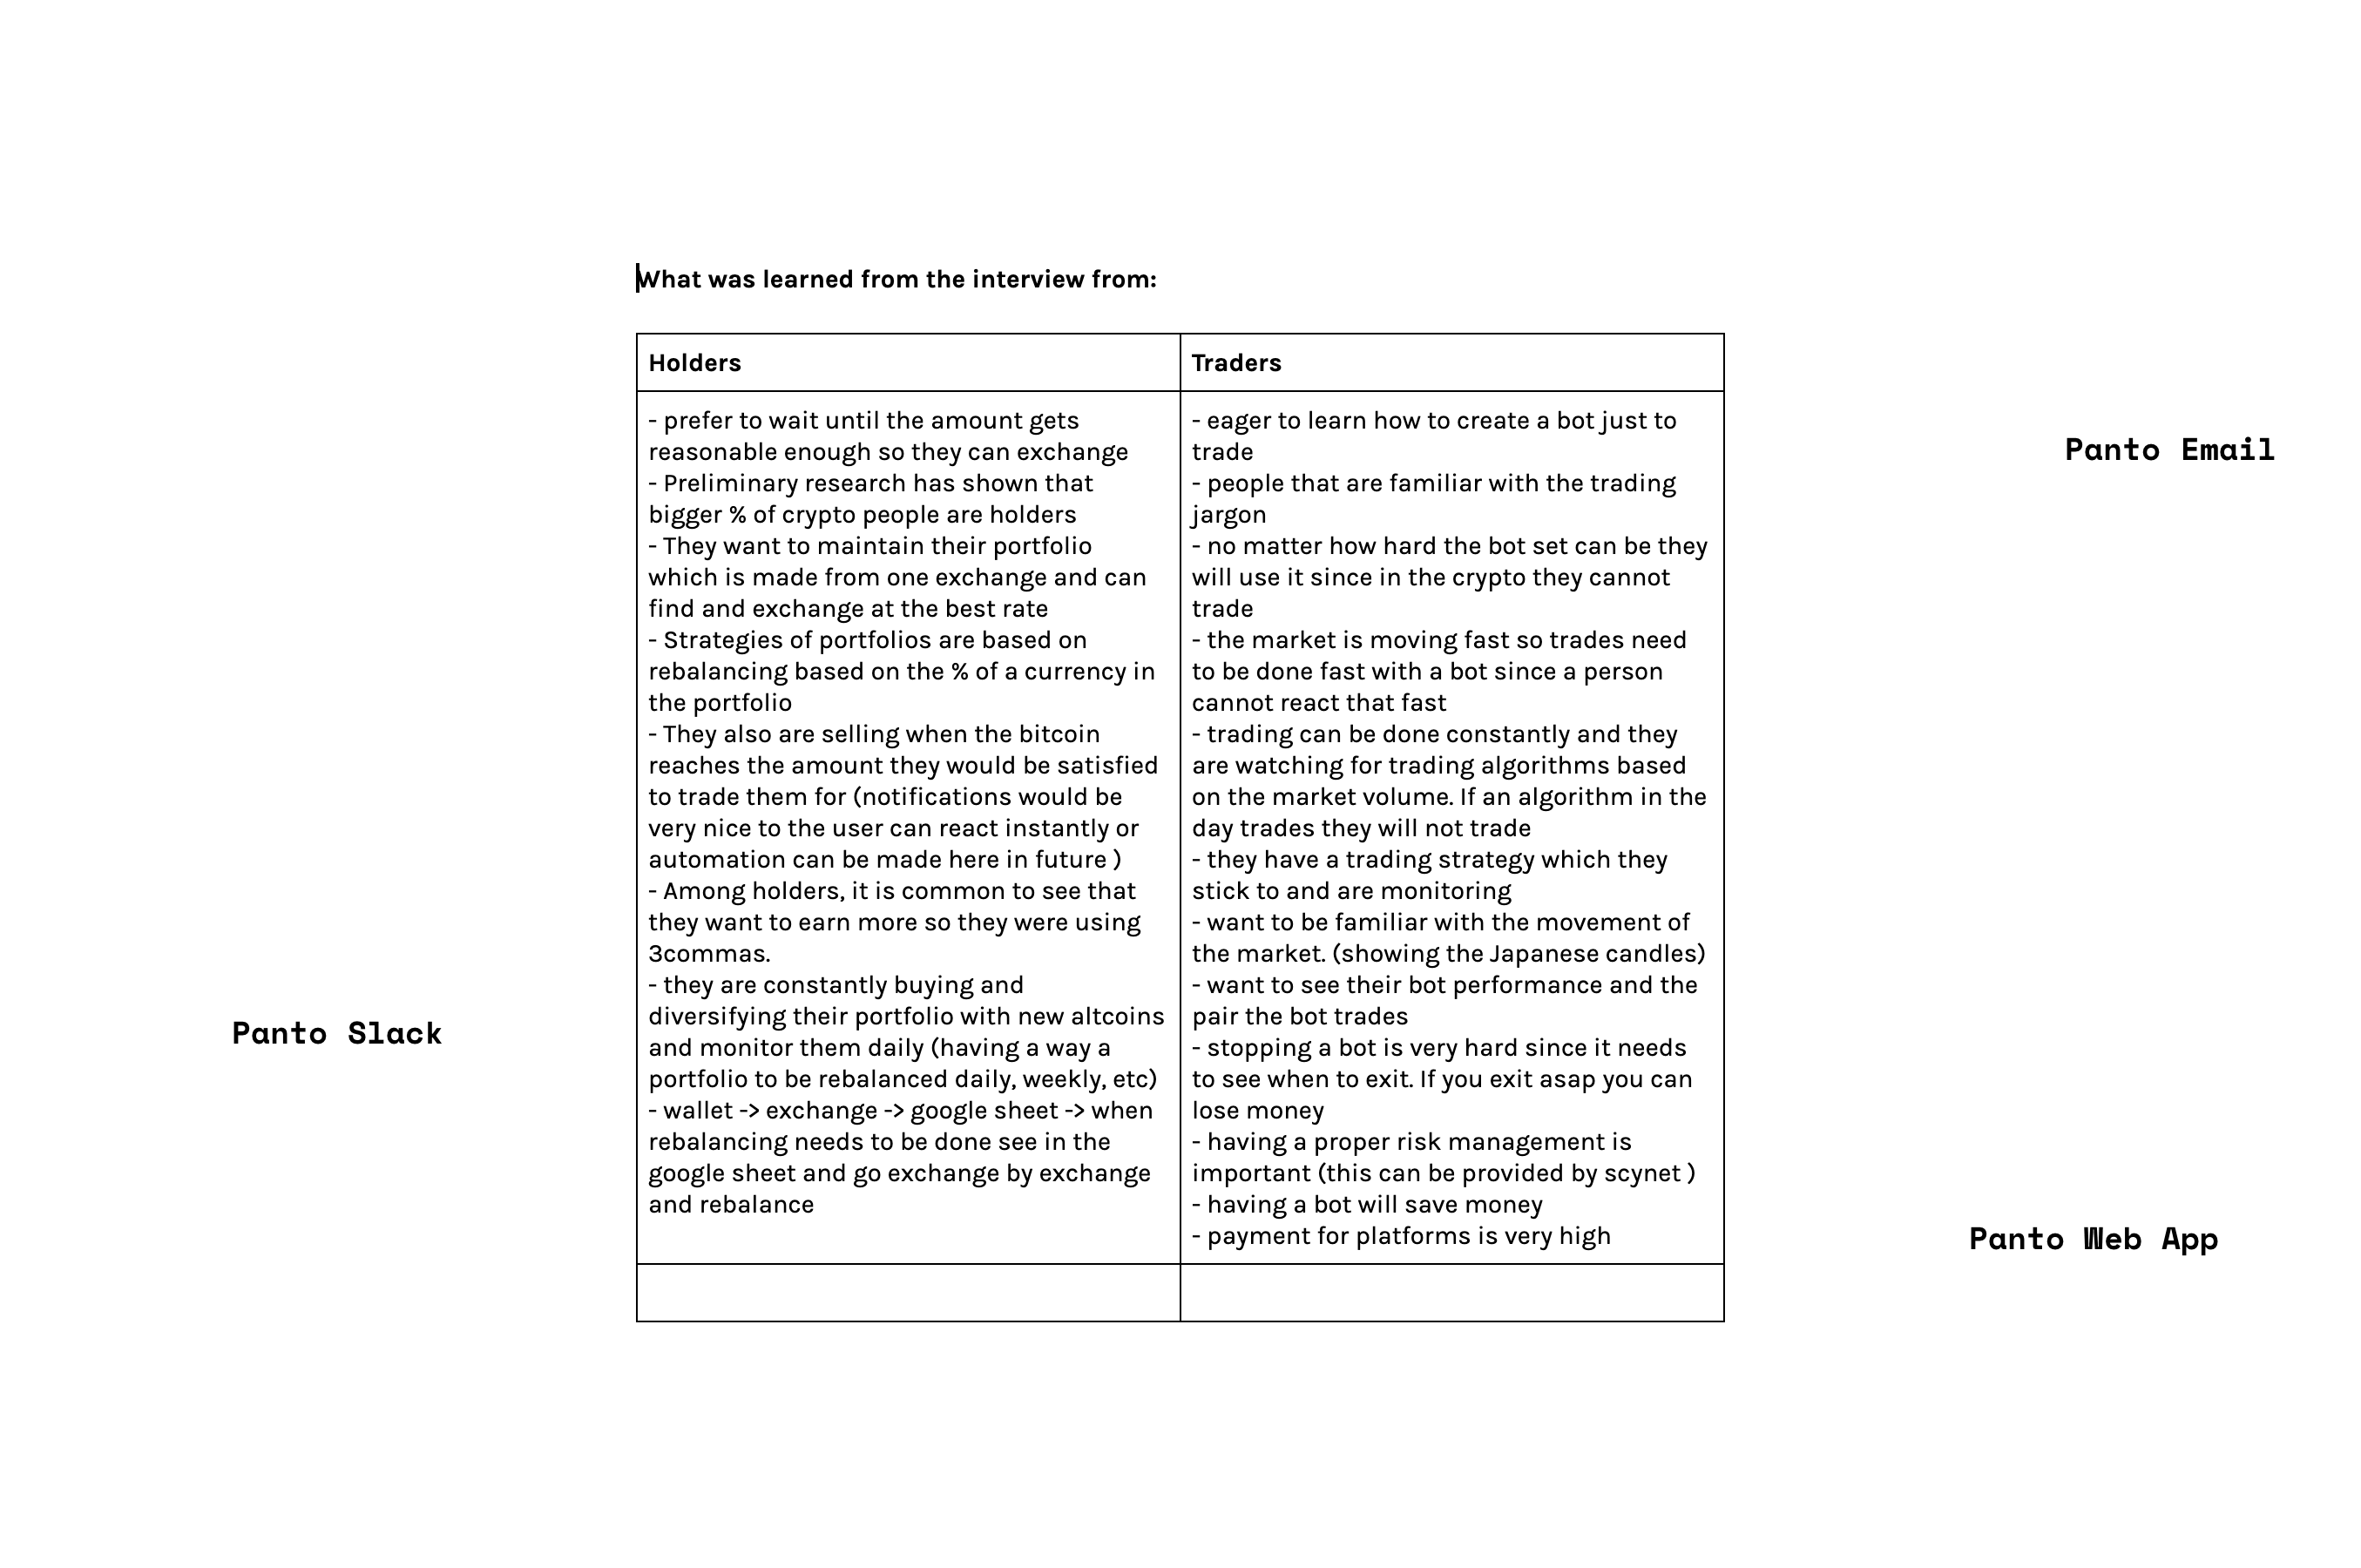 What was learned from the interview from:
Holders
- prefer to wait until the amount gets
reasonable enough so they can exchange
- Preliminary research has shown that
bigger % of crypto people are holders
- They want to maintain their portfolio
which is made from one exchange and can
find and exchange at the best rate
- Strategies of portfolios are based on
rebalancing based on the % of a currency in
the portfolio
- They also are selling when the bitcoin
reaches the amount they would be satisfied
to trade them for (notifications would be
very nice to the user can react instantly or
automation can be made here in future )
- Among holders, it is common to see that
they want to earn more so they were using
3commas.
- they are constantly buying and
diversifying their portfolio with new altcoins
and monitor them daily (having a way a
portfolio to be rebalanced daily, weekly, etc)
- wallet -> exchange -> google sheet -> when
rebalancing needs to be done see in the
google sheet and go exchange by exchange
and rebalance
Traders
- eager to learn how to create a bot just to
trade
- people that are familiar with the trading
jargon
- no matter how hard the bot set can be they
will use it since in the crypto they cannot
trade
- the market is moving fast so trades need
to be done fast with a bot since a person
cannot react that fast
- trading can be done constantly and they
are watching for trading algorithms based
on the market volume. If an algorithm in the
day trades they will not trade
- they have a trading strategy which they
stick to and are monitoring
- want to be familiar with the movement of
the market. (showing the Japanese candles)
- want to see their bot performance and the
pair the bot trades
- stopping a bot is very hard since it needs
to see when to exit. If you exit asap you can
lose money
- having a proper risk management is
important (this can be provided by scynet )
- having a bot will save money
- payment for platforms is very high
Panto Email
Panto Slack
Panto Web App